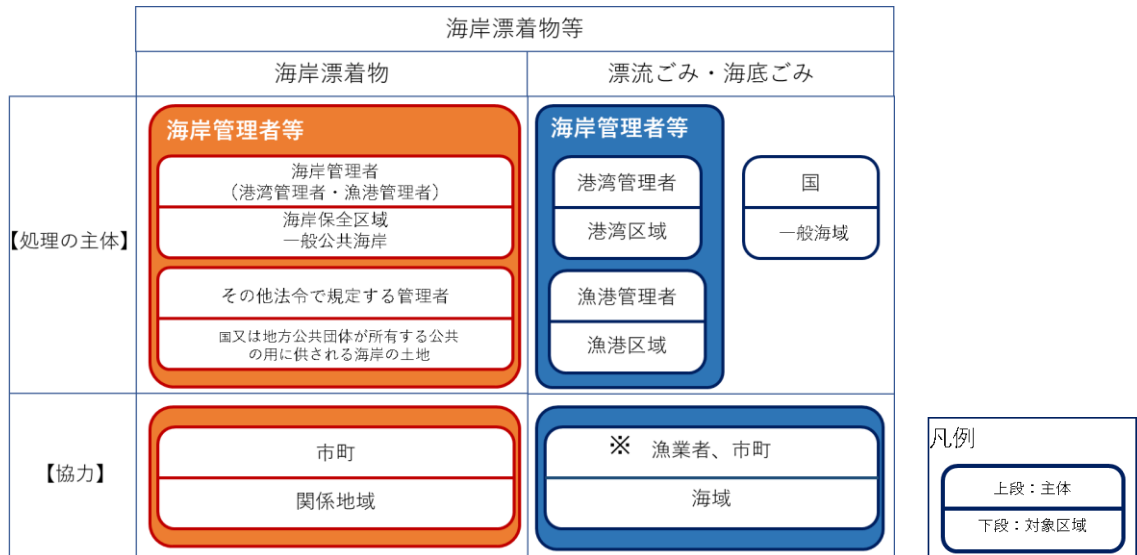 海岸漂着物等
海岸漂着物
漂流ごみ・海底ごみ
【処理の主体】
海岸管理者等
海岸管理者
（港湾管理者・漁港管理者）
海岸保全区域
一般公共海岸
その他法令で規定する管理者
国又は地方公共団体が所有する公共
の用に供される海岸の土地
海岸管理者等
港湾管理者
港湾区域
漁港管理者
漁港区域
国
一般海域
【協力】
市町
関係地域
※ 漁業者、市町
海域
凡例
上段：主体
下段：対象区域